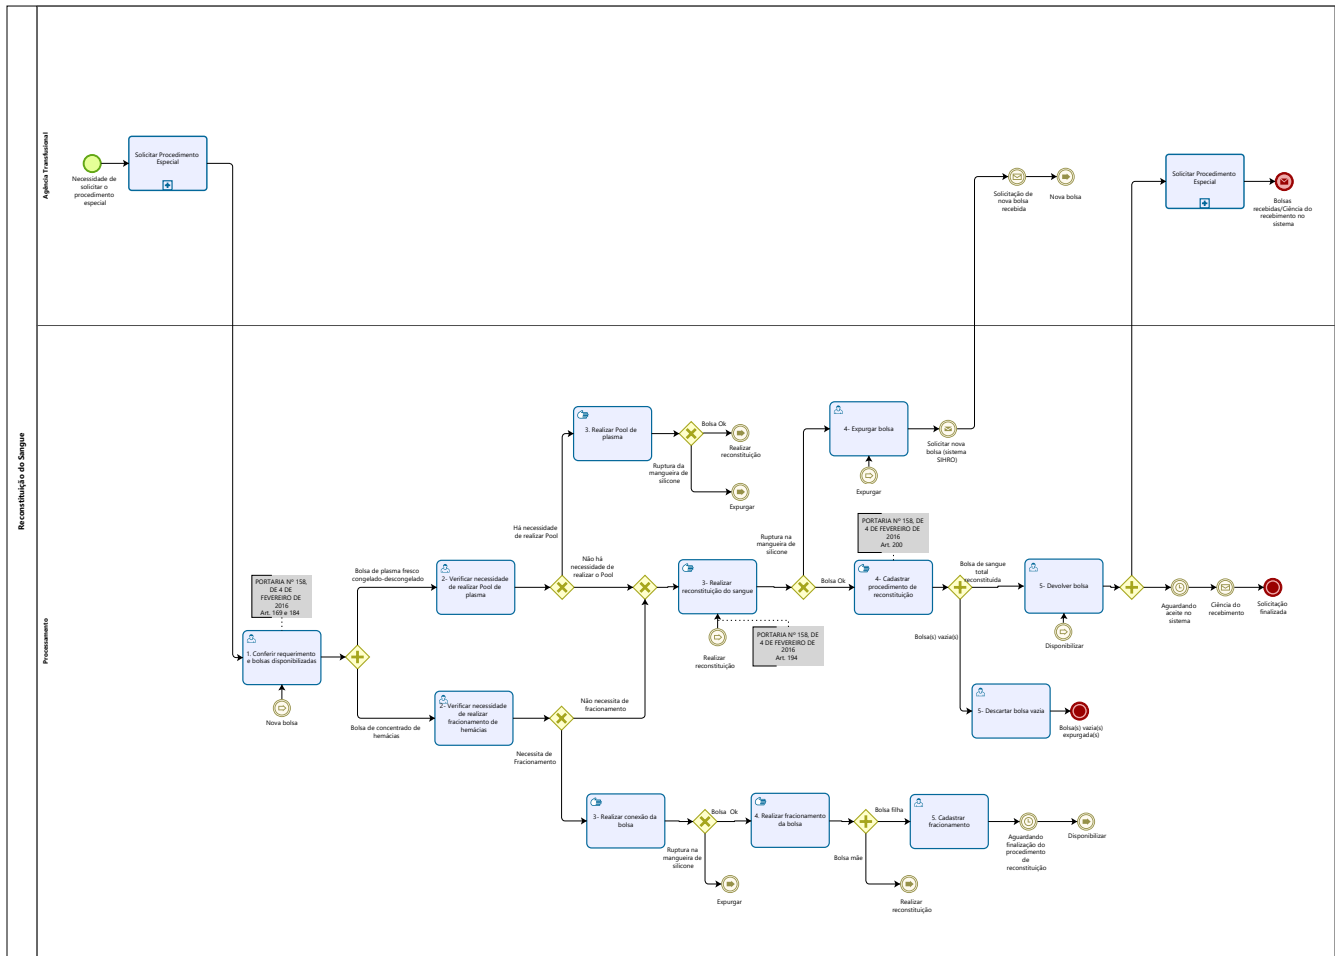 Reconstituição do Sangue
Agência Transfusional
Necessidade de
solicitar o
procedimento
especial
Solicitar Procedimento
Especial
Solicitação de
nova bolsa
recebida
Nova bolsa
Solicitar Procedimento
Especial
Bolsas
recebidas/Ciência do
recebimento no
sistema
Processamento
PORTARIA Nº 158,
DE 4 DE
FEVEREIRO DE
2016
Art. 169 e 184
1. Conferir requerimento
e bolsas disponibilizadas
Nova bolsa
Bolsa de plasma fresco
congelado-descongelado
Bolsa de concentrado de
hemácias
2- Verificar necessidade
de realizar Pool de
plasma
2- Verificar necessidade
de realizar
fracionamento de
hemácias
Há necessidade
de realizar Pool
Não há
necessidade de
realizar o Pool
Não necessita de
fracionamento
Necessita de
Fracionamento
3. Realizar Pool de
plasma
Bolsa Ok
Realizar
reconstituição
Ruptura da
mangueira de
silicone
Expurgar
3- Realizar
reconstituição do sangue
Realizar
reconstituição
PORTARIA Nº 158, DE
4 DE FEVEREIRO DE
2016
Art. 194
Ruptura na
mangueira de
silicone
Bolsa Ok
4- Expurgar bolsa
Expurgar
Solicitar nova
bolsa (sistema
SIHRO)
PORTARIA Nº 158, DE
4 DE FEVEREIRO DE
2016
Art. 200
4- Cadastrar
procedimento de
reconstituição
Bolsa de sangue
total
reconstituída
Bolsa(s) vazia(s)
5- Devolver bolsa
Disponibilizar
Aguardando
aceite no
sistema
Ciência do
recebimento
Solicitação
finalizada
5- Descartar bolsa vazia
Bolsa(s) vazia(s)
expurgada(s)
3- Realizar conexão da
bolsa
Bolsa Ok
Ruptura na
mangueira de
silicone
Expurgar
4. Realizar fracionamento
da bolsa
Bolsa filha
Bolsa mãe
Realizar
reconstituição
5. Cadastrar
fracionamento
Aguardando
finalização do
procedimento
de
reconstituição
Disponibilizar